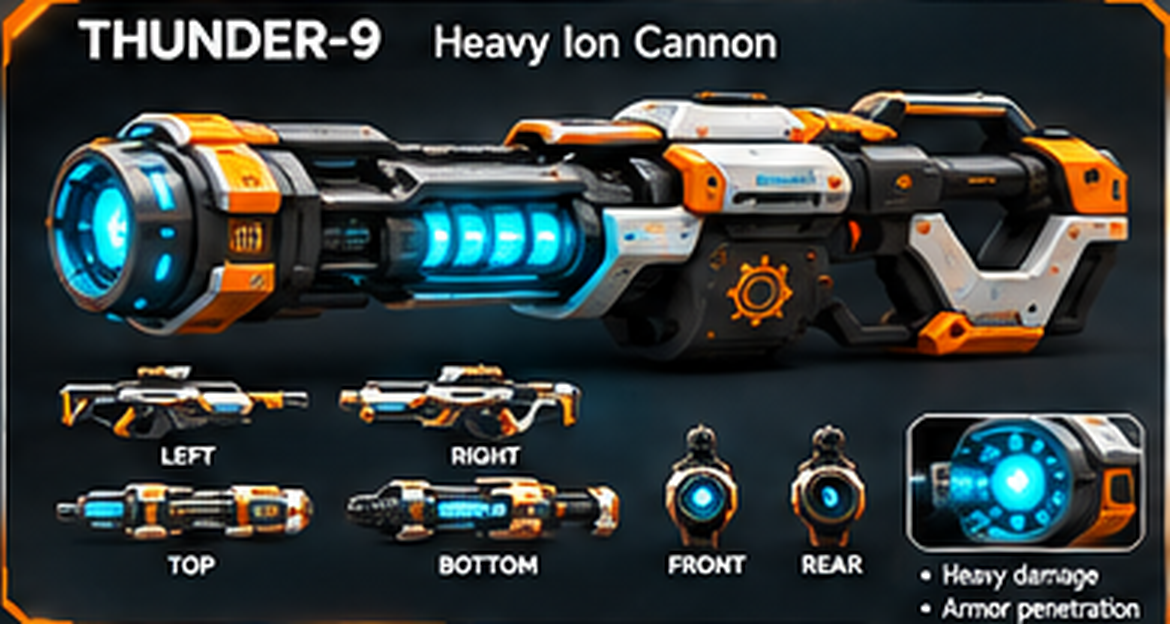 THUNDER-9 Heavy Ion Cannon
LEFT
RIGHT
TOP
BOTTOM
FRONT
REAR
• Heavy damage
• Armor penetration